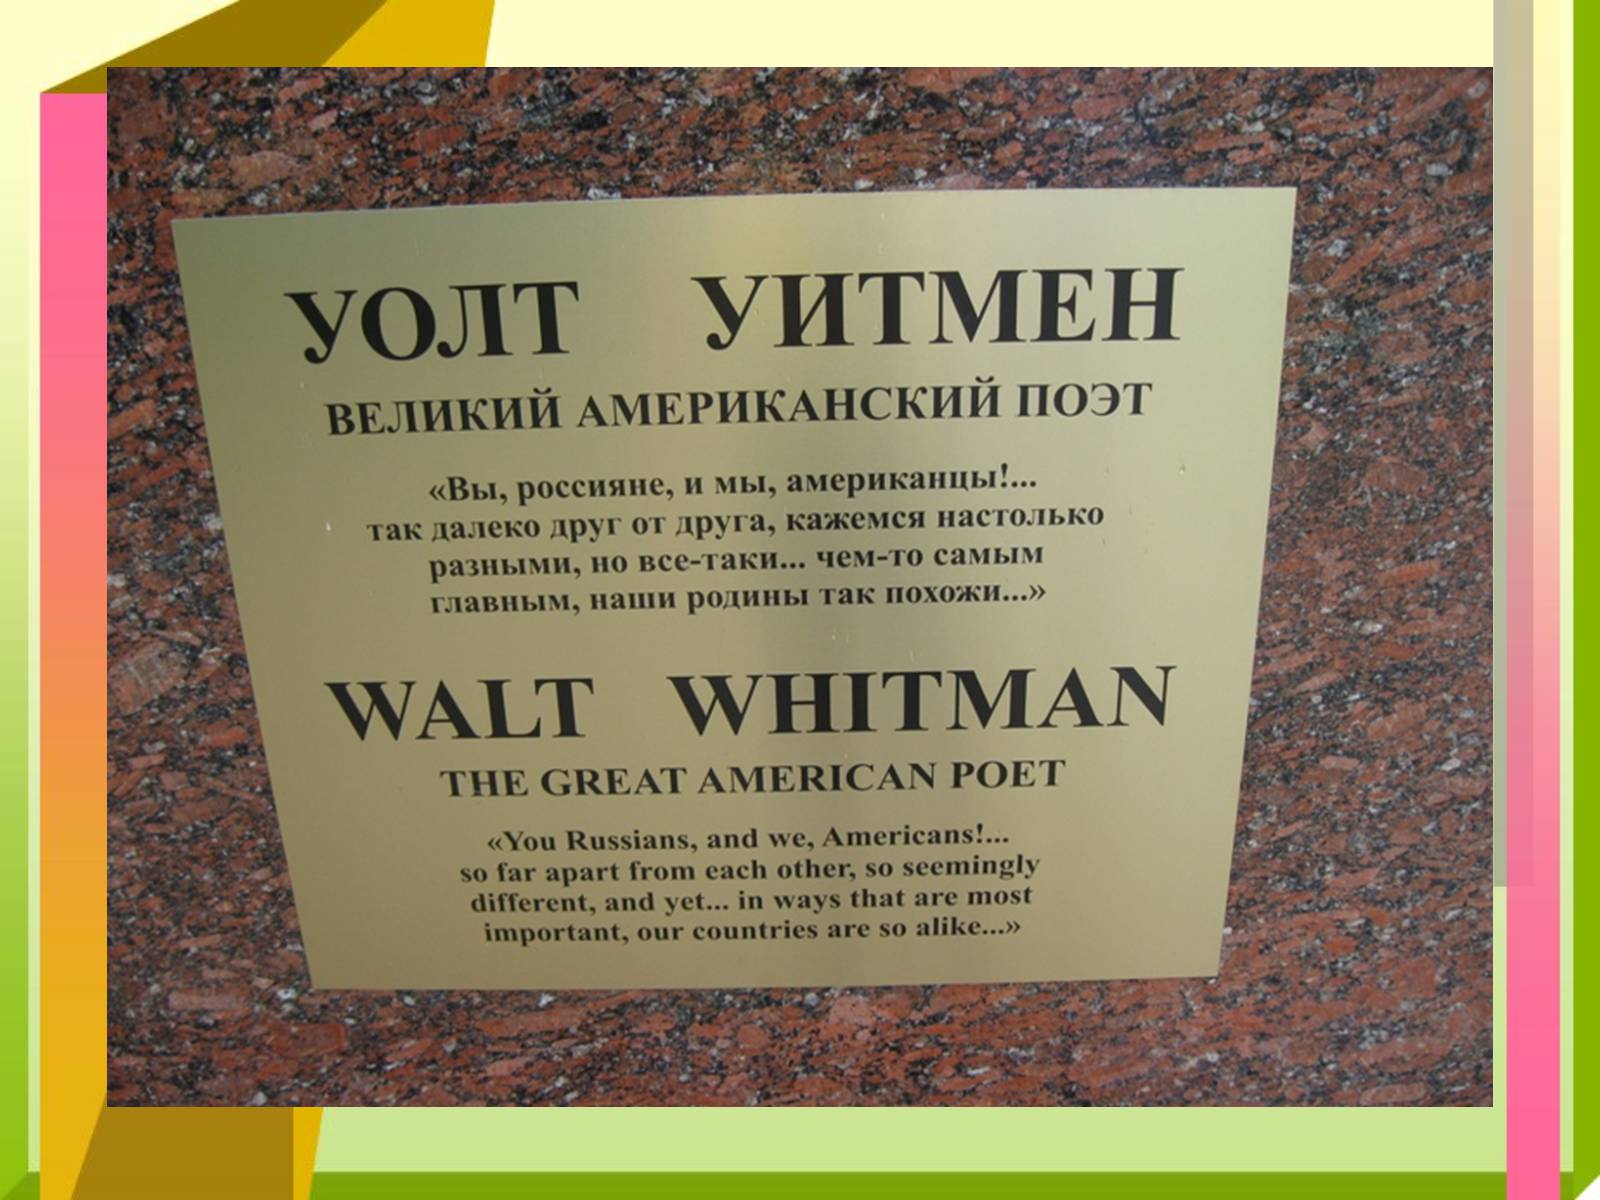 УОЛТ УИТМЕН
ВЕЛИКИЙ АМЕРИКАНСКИЙ ПОЭТ
«Вы, россияне, и мы, американцы!...
так далеко друг от друга, кажемся настолько
разными, но все-таки... чем-то самым
главным, наши родины так похожи...»
WALT WHITMAN
THE GREAT AMERICAN POET
«You Russians, and we, Americans!...
so far apart from each other, so seemingly
different, and yet... in ways that are most
important, our countries are so alike...»